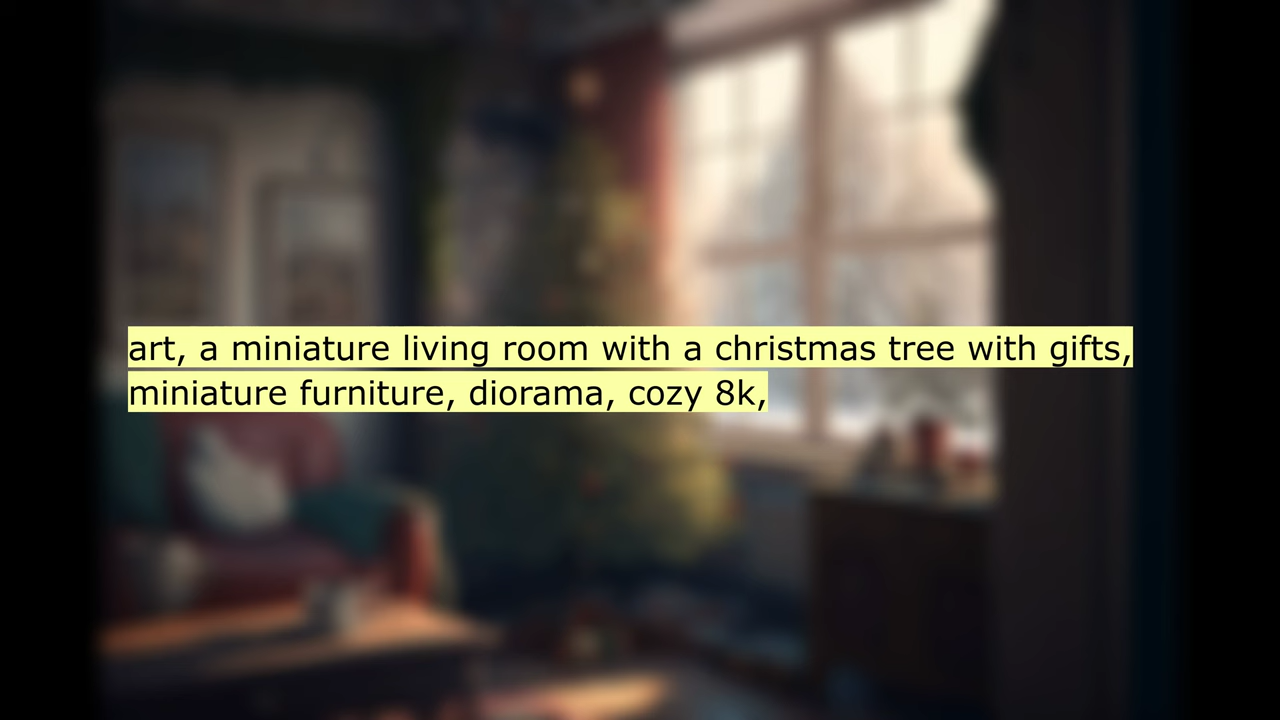 art, a miniature living room with a christmas tree with gifts,
miniature furniture, diorama, cozy 8k,